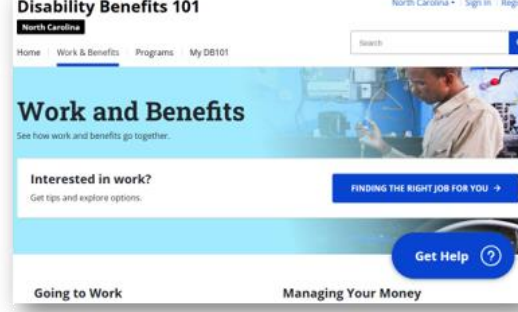 Disability Benefits 101
North Carolina
North Carolina
Sign In
Home
Work & Benefits
Programs
My DB101
Search
Work and Benefits
See how work and benefits go together.
Interested in work?
Get tips and explore options.
FINDING THE RIGHT JOB FOR YOU →
Get Help ?
Going to Work
Managing Your Money